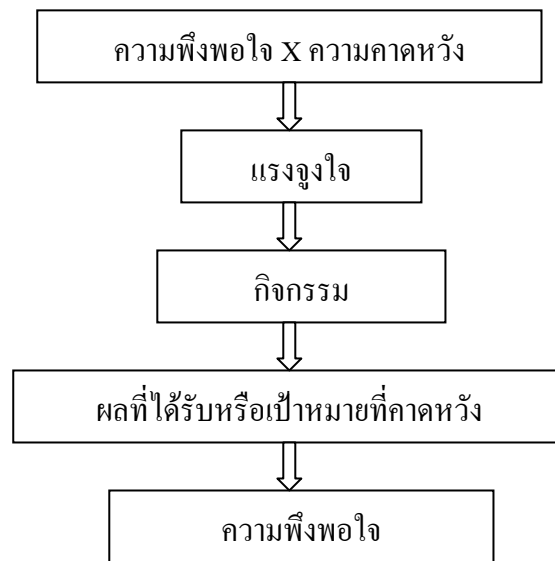 ความพึงพอใจ X ความคาดหวัง
แรงจูงใจ
กิจกรรม
ผลที่ได้รับหรือเป้าหมายที่คาดหวัง
ความพึงพอใจ